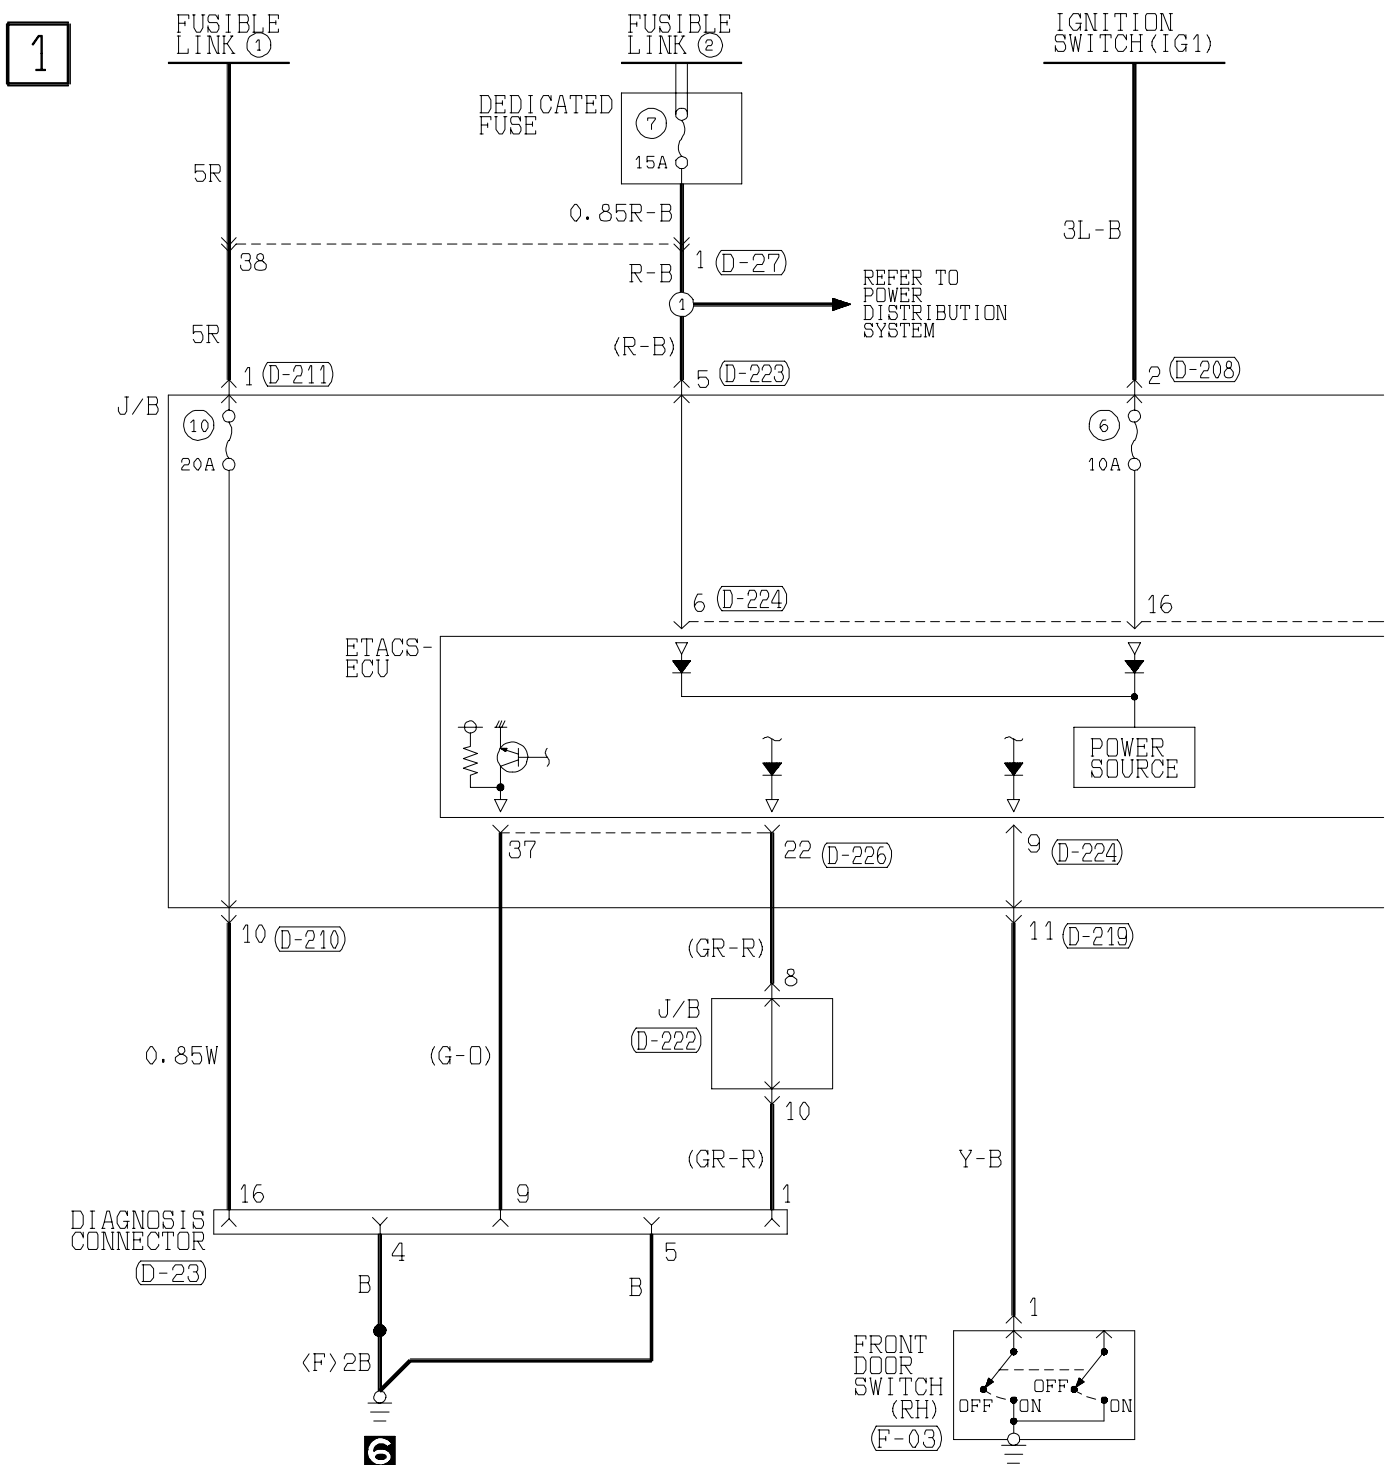 1
FUSIBLE
LINK ①
FUSIBLE
LINK ②
IGNITION
SWITCH(IG1)
DEDICATED
FUSE
7
15A
5R
0.85R-B
3L-B
38
1 (D-27)
R-B
1
REFER TO
POWER
DISTRIBUTION
SYSTEM
5R
(R-B)
1 (D-211)
5 (D-223)
2 (D-208)
J/B
10
20A
6
10A
6 (D-224)
16
ETACS-
ECU
POWER
SOURCE
37
22 (D-226)
9 (D-224)
10 (D-210)
11 (D-219)
(GR-R)
8
J/B
(D-222)
0.85W
(G-O)
10
(GR-R)
Y-B
16
9
1
DIAGNOSIS
CONNECTOR
(D-23)
4
5
B
B
<F>2B
6
1
FRONT
DOOR
SWITCH
(RH)
(F-03)
OFF
ON
OFF
ON